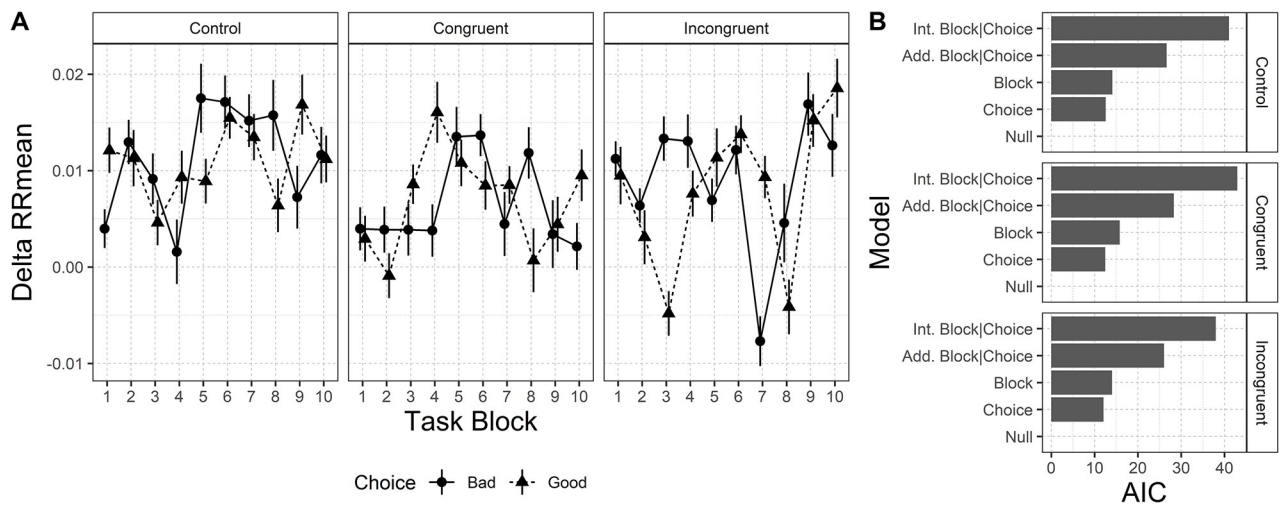 A
Control
Congruent
Incongruent
Delta RRmean
0.02
0.01
0.00
-0.01
1 2 3 4 5 6 7 8 9 10
1 2 3 4 5 6 7 8 9 10
1 2 3 4 5 6 7 8 9 10
Task Block
Choice Bad Good
B
Model
Int. Block|Choice
Add. Block|Choice
Block
Choice
Null
Control
Int. Block|Choice
Add. Block|Choice
Block
Choice
Null
Congruent
Int. Block|Choice
Add. Block|Choice
Block
Choice
Null
Incongruent
0 10 20 30 40
AIC